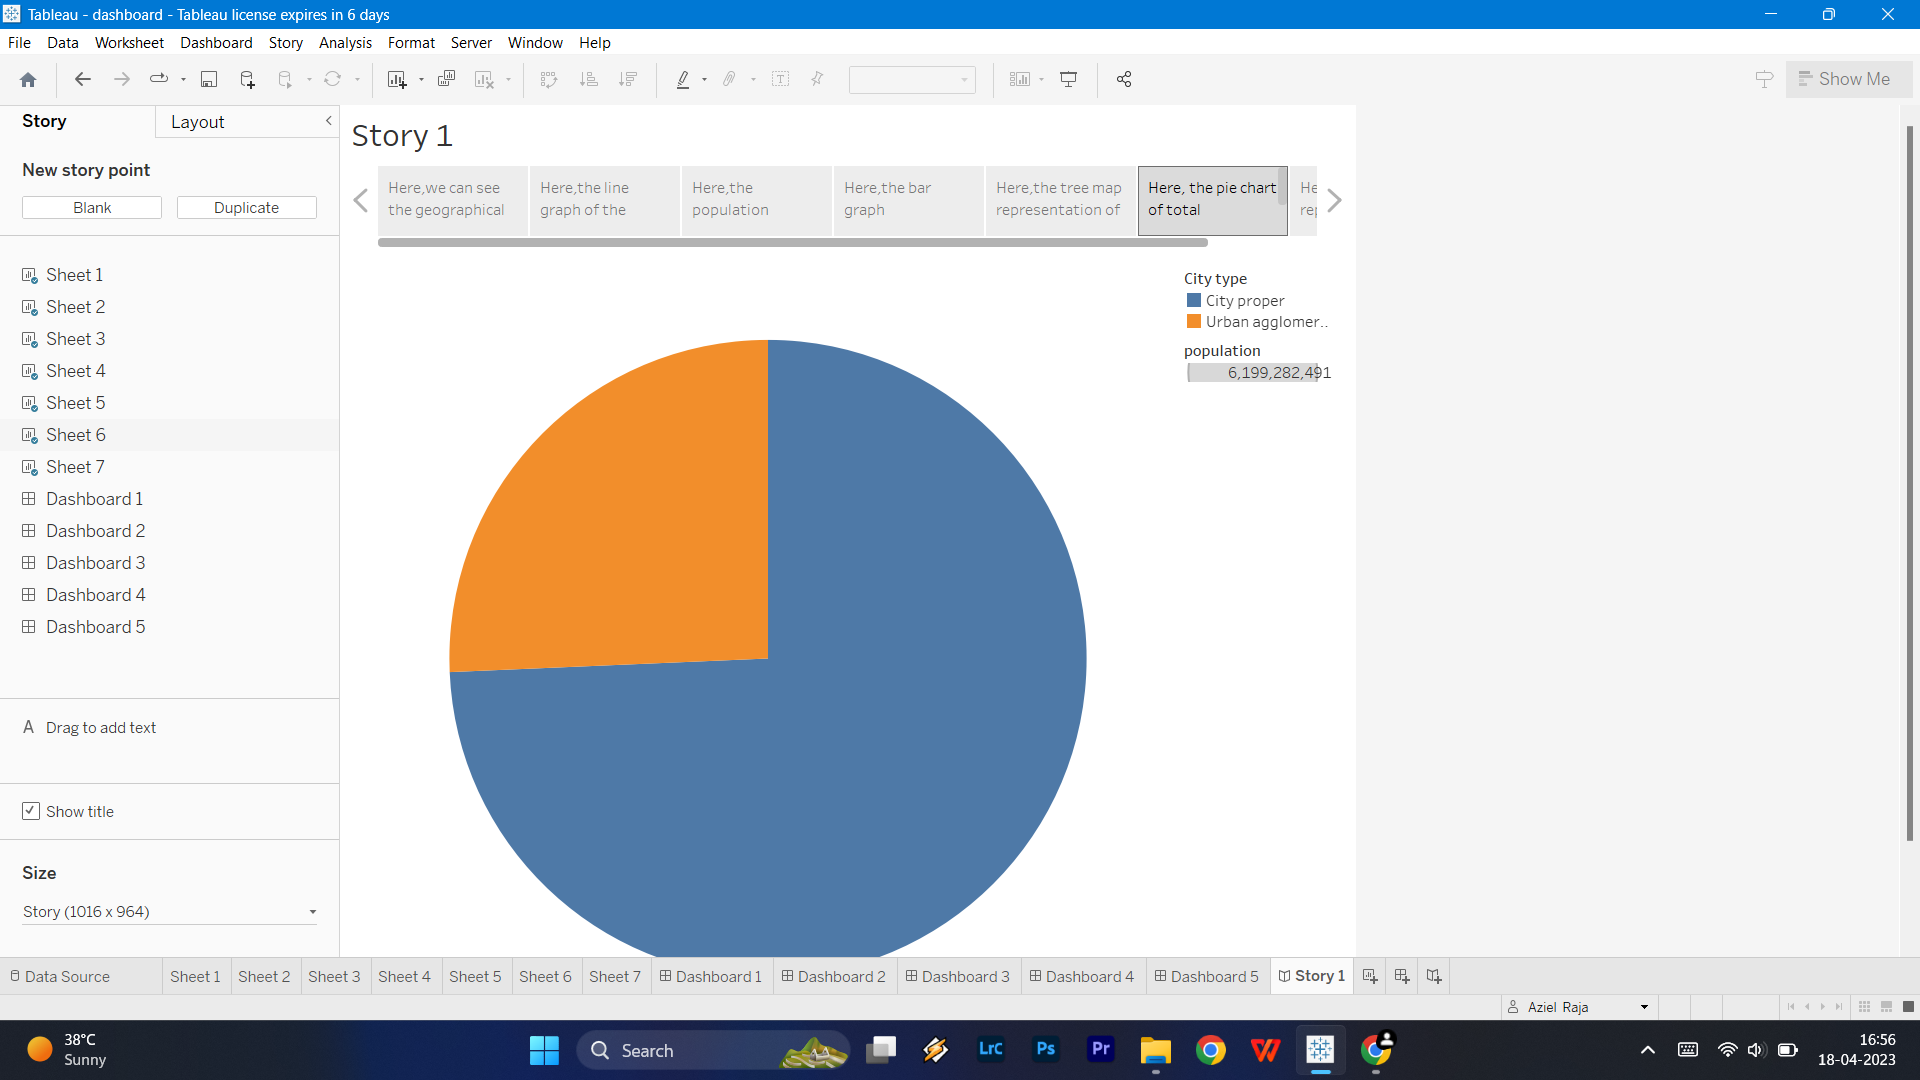 Tableau - dashboard - Tableau license expires in 6 days
File Data Worksheet Dashboard Story Analysis Format Server Window Help
Show Me
Story Layout
New story point
Blank Duplicate
Sheet 1
Sheet 2
Sheet 3
Sheet 4
Sheet 5
Sheet 6
Sheet 7
Dashboard 1
Dashboard 2
Dashboard 3
Dashboard 4
Dashboard 5
A Drag to add text
Show title
Size
Story (1016 x 964)
Story 1
Here,we can see
the geographical
Here,the line
graph of the
Here,the
population
Here,the bar
graph
Here,the tree map
representation of
Here, the pie chart
of total
He
rep
City type
City proper
Urban agglomer..
population
6,199,282,491
Data Source Sheet 1 Sheet 2 Sheet 3 Sheet 4 Sheet 5 Sheet 6 Sheet 7 Dashboard 1 Dashboard 2 Dashboard 3 Dashboard 4 Dashboard 5 Story 1
Aziel Raja
38°C
Sunny
Search
LrC
Ps
Pr
16:56
18-04-2023